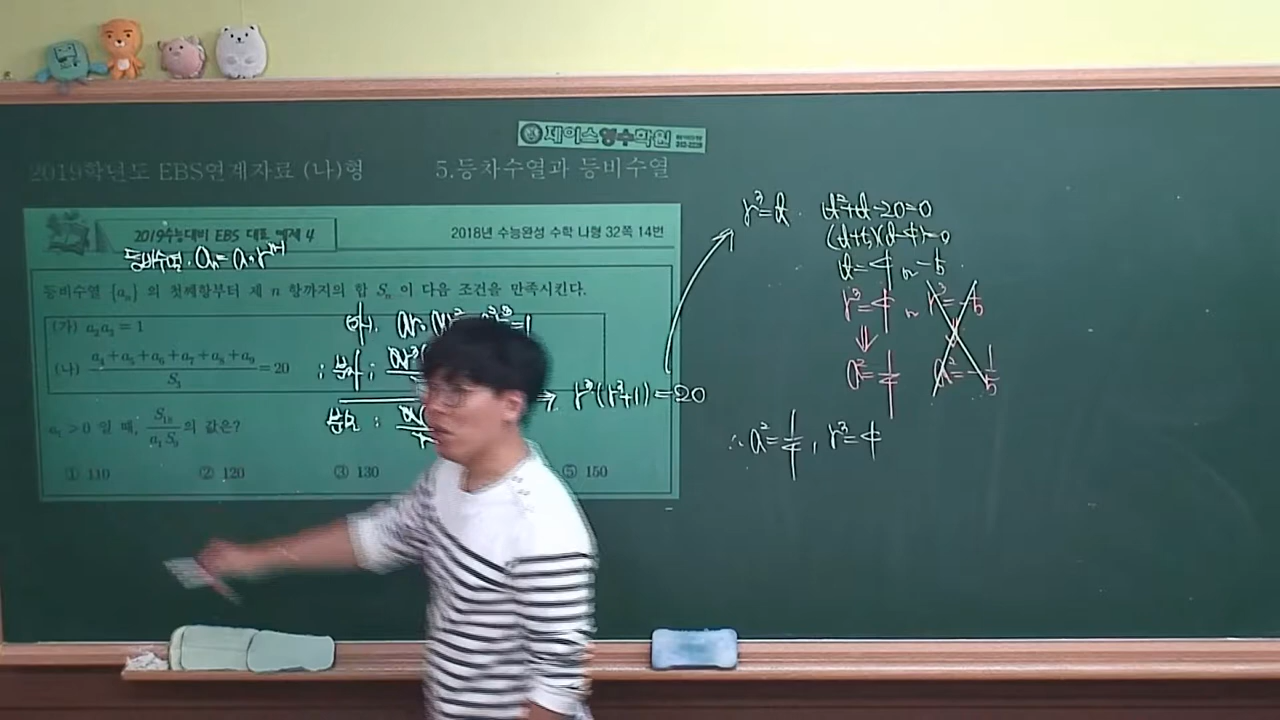 제이스영수학원
2019학년도 EBS연계자료 (나)형
5.등차수열과 등비수열
2019수능대비 EBS 대표 예제 4
2018년 수능완성 수학 나형 32쪽 14번
등비수열.
등비수열 {aₙ} 의 첫째항부터 제 n 항까지의 합 Sₙ 이 다음 조건을 만족시킨다.
(가) a₂a₃ = 1
(나) (a₄+a₅+a₆+a₇+a₈+a₉)/S₃ = 20
분자 ;
분모 :
a₁ > 0 일 때, S₁₈/(a₁S₉) 의 값은?
① 110 ② 120 ③ 130 ⑤ 150
r³(r³+1)=20
r³=t. t²+t-20=0
(t+5)(t-4)=0
t=4 or -5
r³=4 or r³=-5
a²=1/4 a²=-1/5
∴ a²=1/4, r³=4